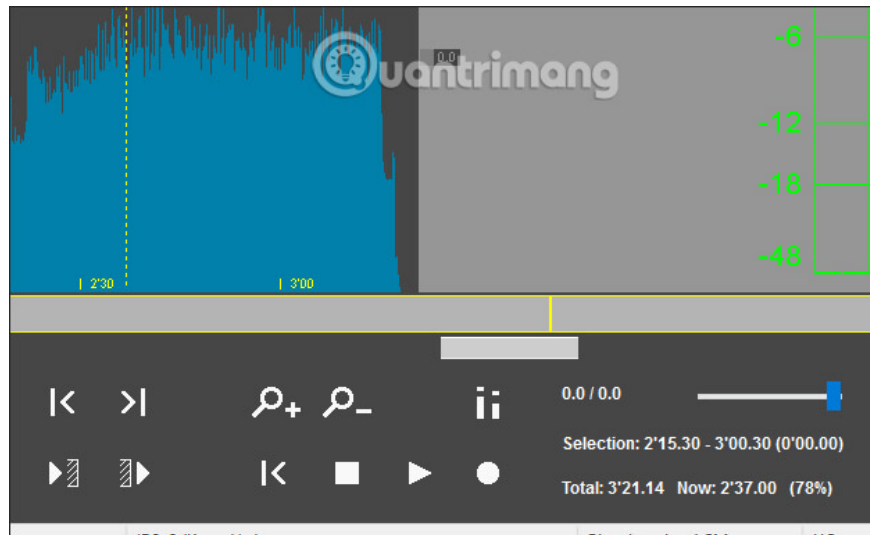 -6
0.0
uantrimang
-12
-18
-48
2'30
3'00
0.0 / 0.0
Selection: 2'15.30 - 3'00.30 (0'00.00)
Total: 3'21.14 Now: 2'37.00 (78%)